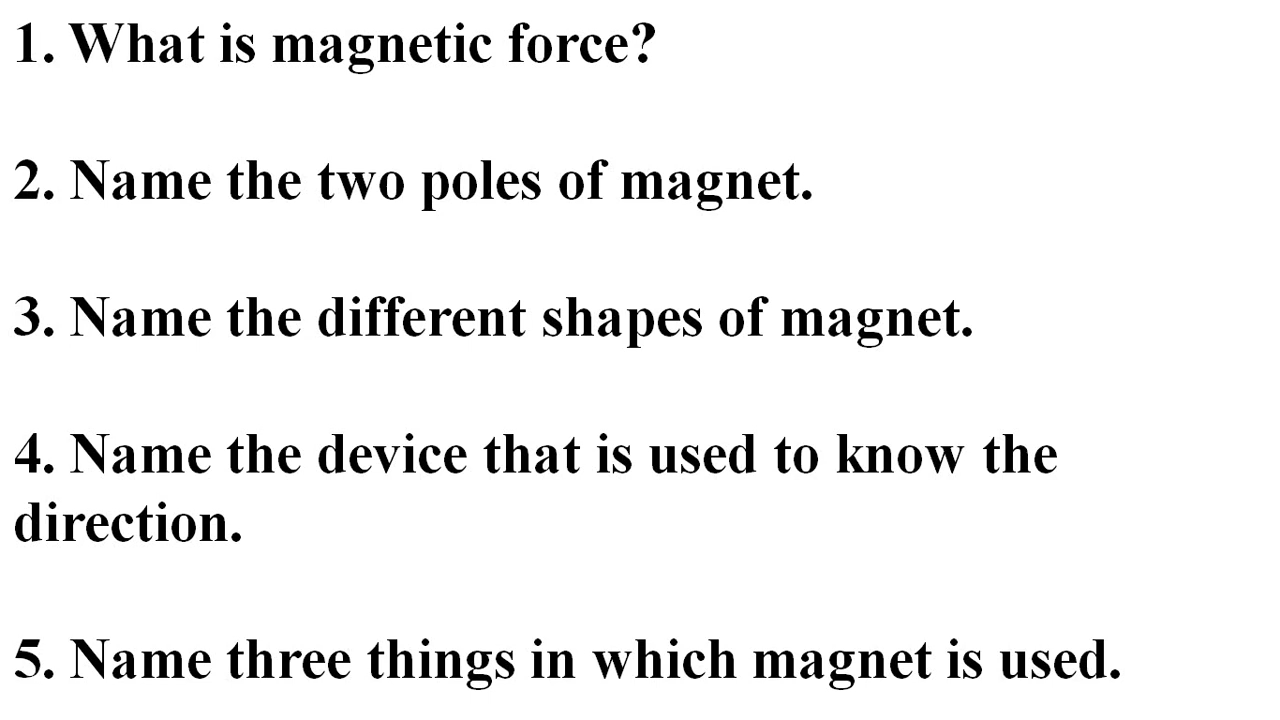 1. What is magnetic force?
2. Name the two poles of magnet.
3. Name the different shapes of magnet.
4. Name the device that is used to know the
direction.
5. Name three things in which magnet is used.